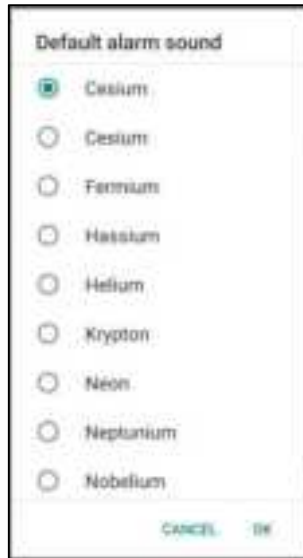 Default alarm sound
Cesium
Cesium
Fermium
Hassium
Helium
Krypton
Neon
Neptunium
Nobelium
CANCEL OK